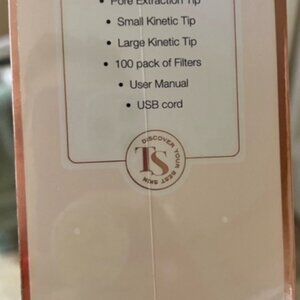 • Pore Extraction Tip
• Small Kinetic Tip
• Large Kinetic Tip
• 100 pack of Filters
• User Manual
• USB cord
DISCOVER YOUR BEST SKIN
TS